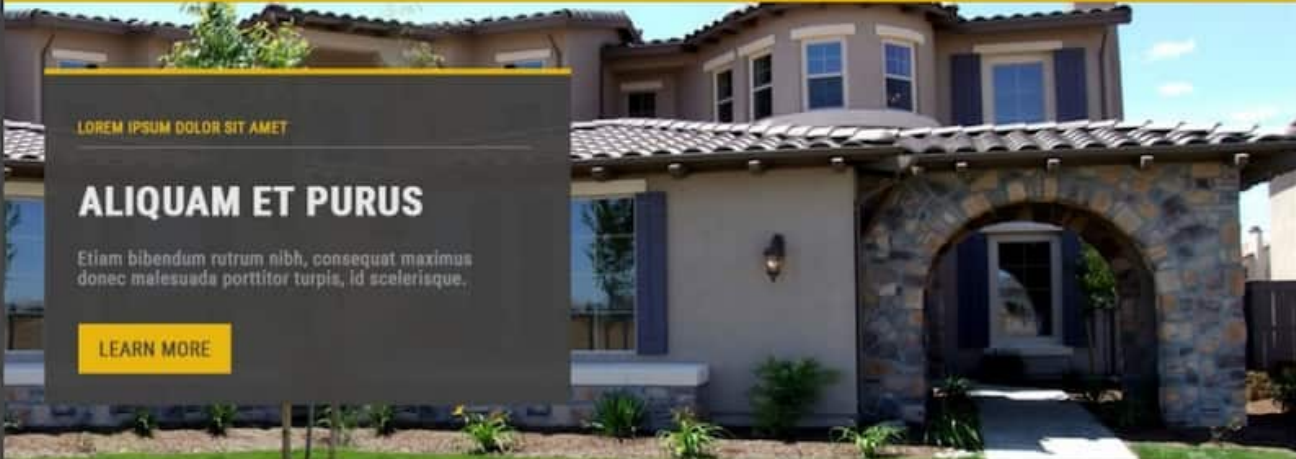 LOREM IPSUM DOLOR SIT AMET
ALIQUAM ET PURUS
Etiam bibendum rutrum nibh, consequat maximus
donec malesuada porttitor turpis, id scelerisque.
LEARN MORE